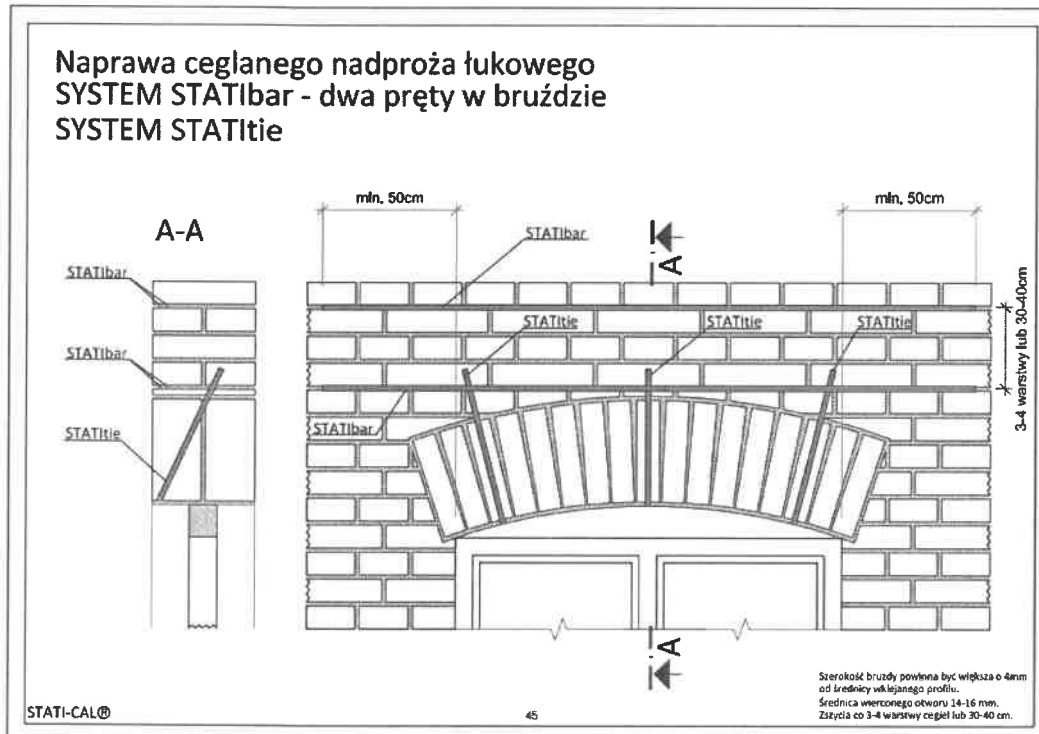 Naprawa ceglanego nadproża łukowego
SYSTEM STATIbar - dwa pręty w bruździe
SYSTEM STATItie
min. 50cm
min. 50cm
A-A
STATIbar
A
STATIbar
STATItie
STATItie
STATItie
STATIbar
STATItie
STATIbar
3-4 warstwy lub 30-40cm
A
Szerokość bruzdy powinna być większa o 4mm
od średnicy wklejanego profilu.
Średnica wierconego otworu 14-16 mm.
Zszycia co 3-4 warstwy cegieł lub 30-40 cm.
STATI-CAL®
45